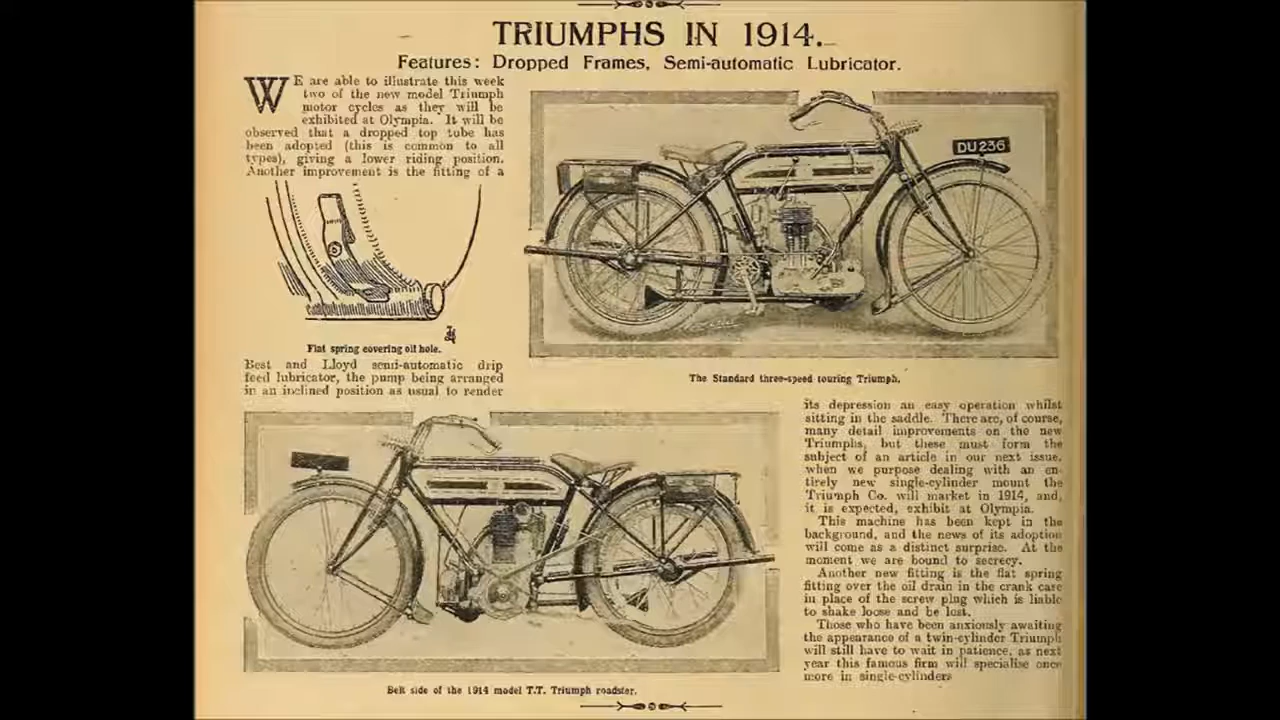 TRIUMPHS IN 1914.
Features: Dropped Frames, Semi-automatic Lubricator.
WE are able to illustrate this week
two of the new model Triumph
motor cycles as they will be
exhibited at Olympia. It will be
observed that a dropped top tube has
been adopted (this is common to all
types), giving a lower riding position.
Another improvement is the fitting of a
Flat spring covering oil hole.
Best and Lloyd semi-automatic drip
feed lubricator, the pump being arranged
in an inclined position as usual to render
DU 236
The Standard three-speed touring Triumph.
Belt side of the 1914 model T.T. Triumph roadster.
its depression an easy operation whilst
sitting in the saddle. There are, of course,
many detail improvements on the new
Triumphs, but these must form the
subject of an article in our next issue,
when we purpose dealing with an en-
tirely new single-cylinder mount the
Triumph Co. will market in 1914, and,
it is expected, exhibit at Olympia.
This machine has been kept in the
background, and the news of its adoption
will come as a distinct surprise. At the
moment we are bound to secrecy.
Another new fitting is the flat spring
fitting over the oil drain in the crank case
in place of the screw plug which is liable
to shake loose and be lost.
Those who have been anxiously awaiting
the appearance of a twin-cylinder Triumph
will still have to wait in patience, as next
year this famous firm will specialise once
more in single-cylinders